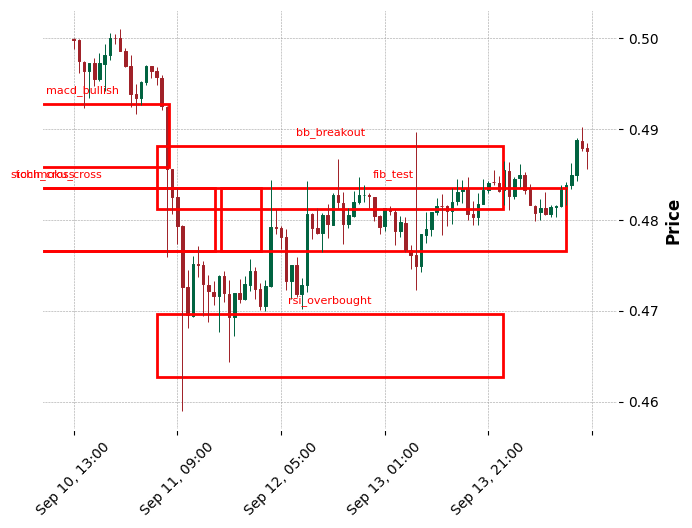 0.50
macd_bullish
0.49
bb_breakout
fib_test
0.48
Price
rsi_overbought
0.47
0.46
Sep 10, 13:00
Sep 11, 09:00
Sep 12, 05:00
Sep 13, 01:00
Sep 13, 21:00